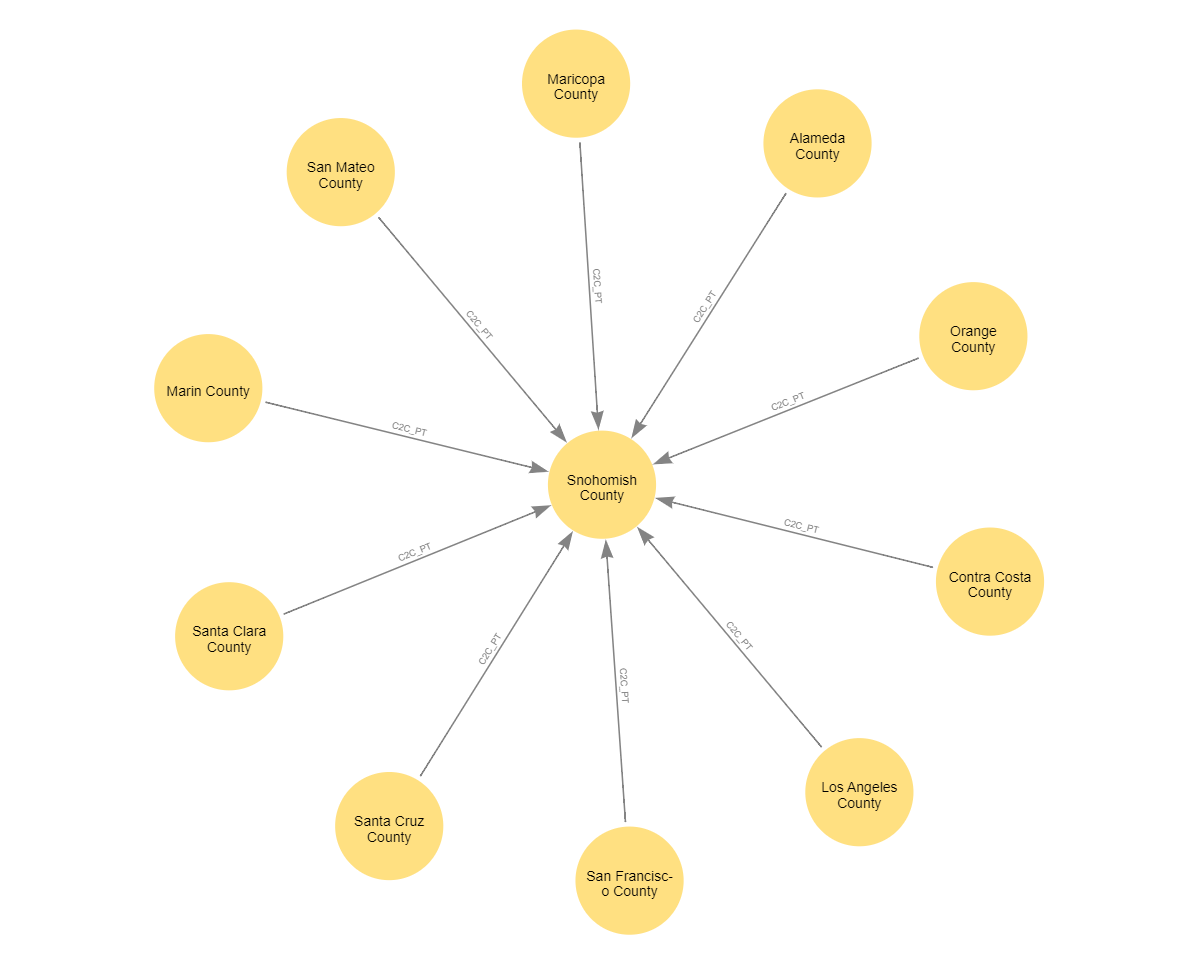 Maricopa
County
Alameda
County
San Mateo
County
C2C_PT
C2C_PT
C2C_PT
Orange
County
Marin County
C2C_PT
C2C_PT
Snohomish
County
C2C_PT
C2C_PT
Contra Costa
County
Santa Clara
County
C2C_PT
C2C_PT
C2C_PT
Los Angeles
County
Santa Cruz
County
San Francisc-
o County